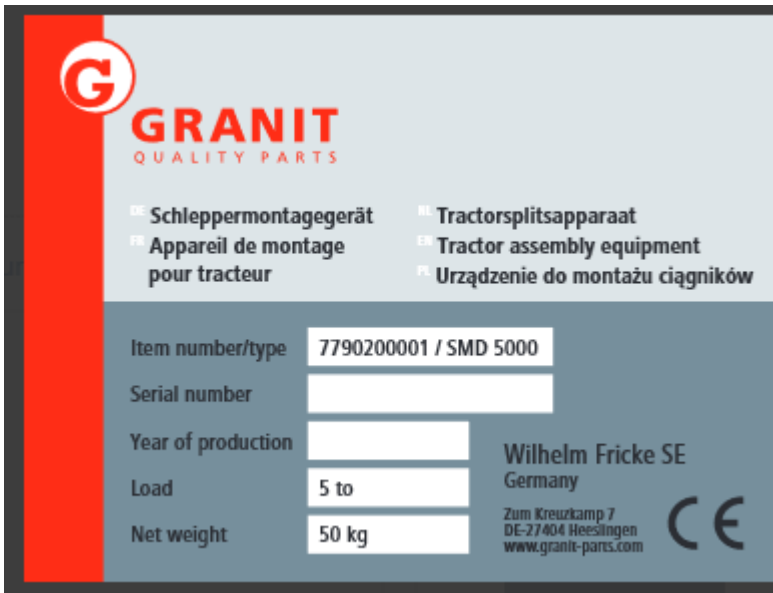 G
GRANIT
QUALITY PARTS
DE Schleppermontagegerät
FR Appareil de montage
pour tracteur
NL Tractorsplitsapparaat
EN Tractor assembly equipment
PL Urządzenie do montażu ciągników
Item number/type 7790200001 / SMD 5000
Serial number
Year of production
Load 5 to
Net weight 50 kg
Wilhelm Fricke SE
Germany
Zum Kreuzkamp 7
DE-27404 Heeslingen
www.granit-parts.com
CE